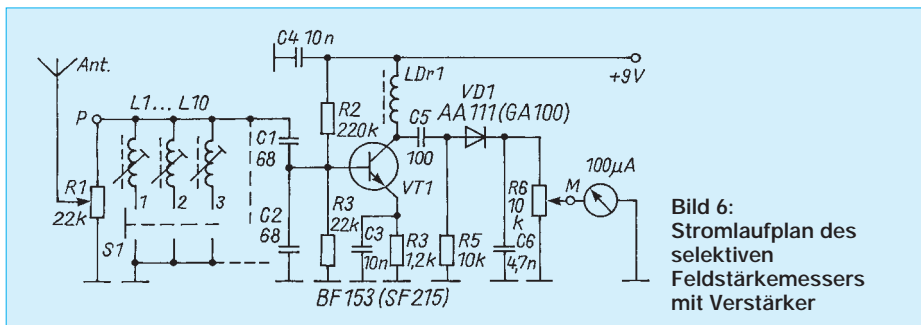 C4 10n
Ant.
LDr1
+9V
L1... L10
VD1
AA111(GA100)
P
R2
220k
C5
100
C1
68
100µA
R1
22k
1
2
3
VT1
R6
10
k
M
C2
68
R3
22k
C3
10n
R3
1,2k
R5
10k
C6
4,7n
S1
BF153(SF215)
Bild 6:
Stromlaufplan des
selektiven
Feldstärkemessers
mit Verstärker